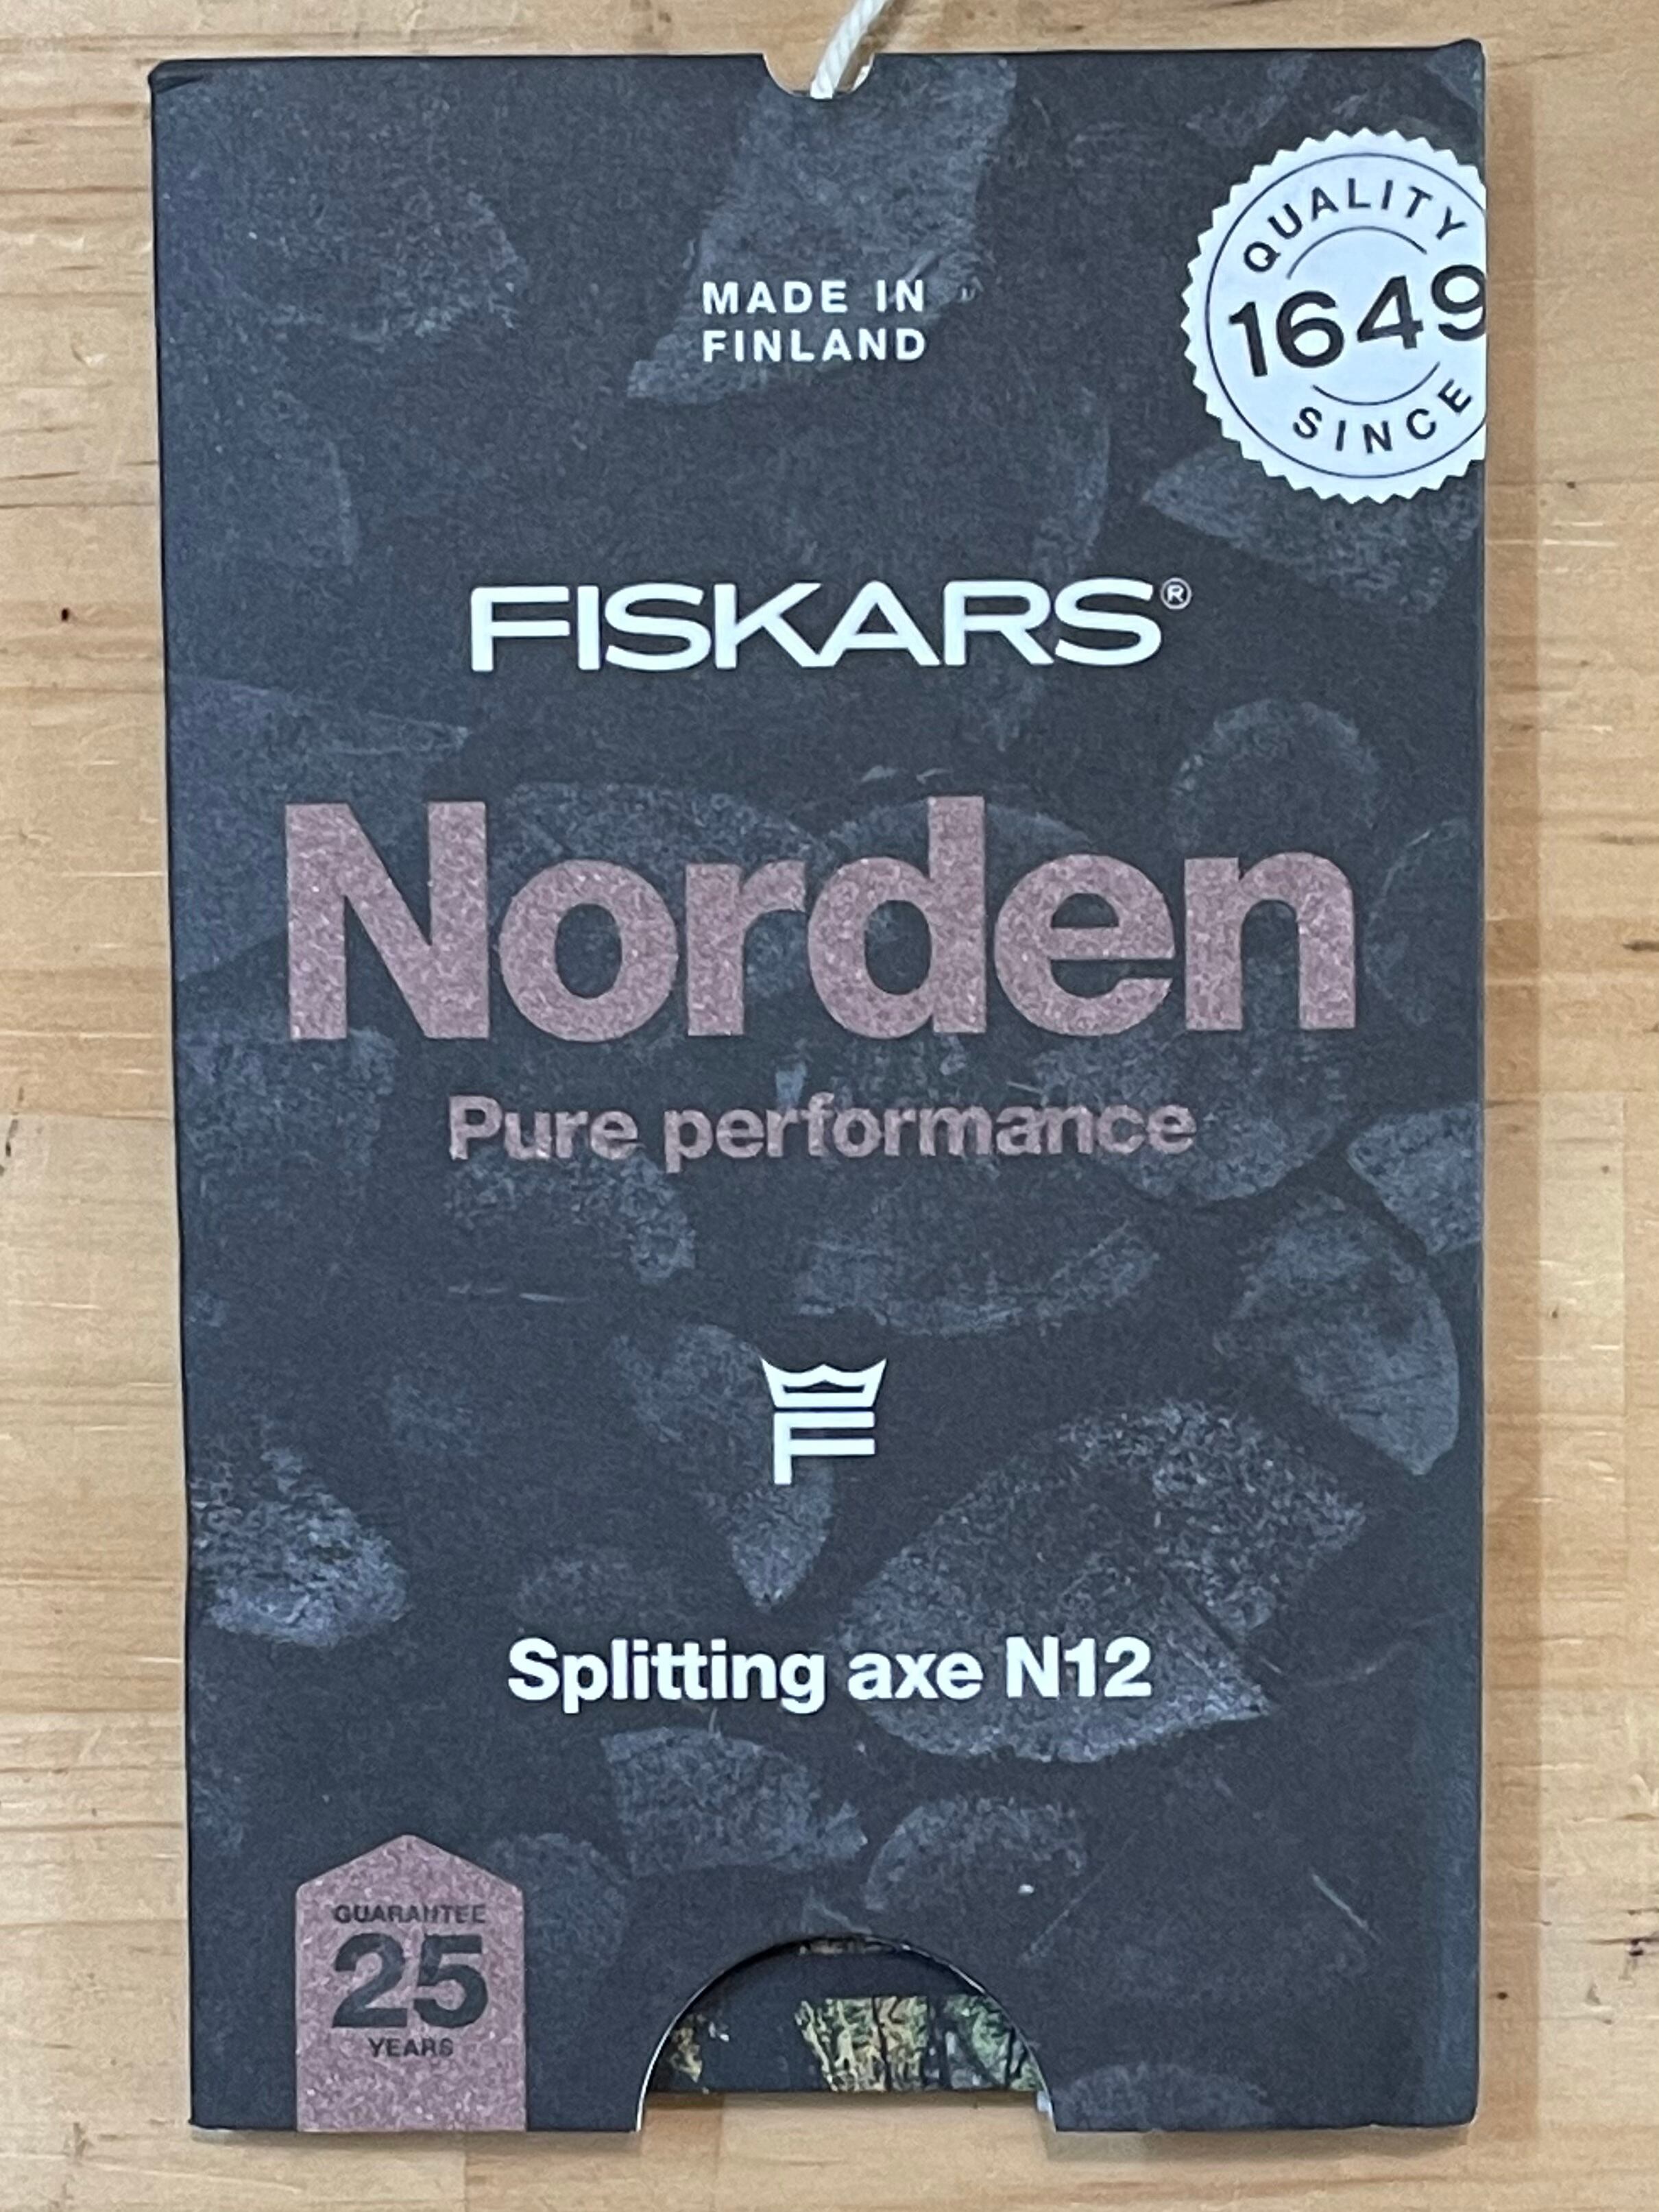 MADE IN
FINLAND
QUALITY
1649
SINCE
FISKARS®
Norden
Pure performance
F
Splitting axe N12
GUARANTEE
25
YEARS